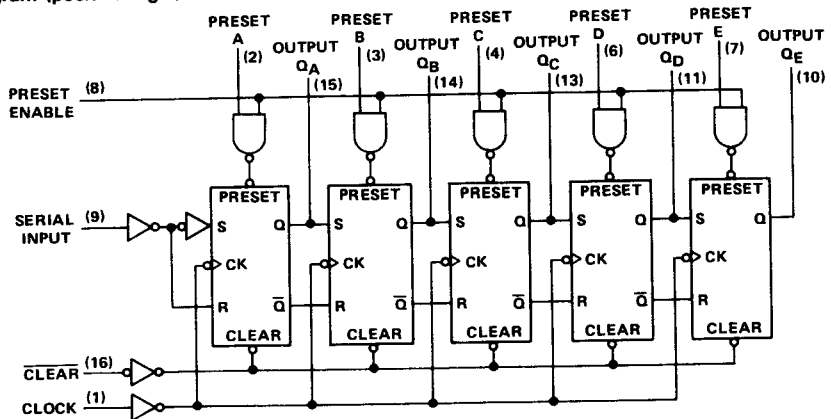 PRESET A (2)
OUTPUT QA (15)
PRESET B (3)
OUTPUT QB (14)
PRESET C (4)
OUTPUT QC (13)
PRESET D (6)
OUTPUT QD (11)
PRESET E (7)
OUTPUT QE (10)
PRESET ENABLE (8)
SERIAL INPUT (9)
PRESET
S Q
CK
R Q̅
CLEAR
PRESET
S Q
CK
R Q̅
CLEAR
PRESET
S Q
CK
R Q̅
CLEAR
PRESET
S Q
CK
R Q̅
CLEAR
PRESET
S Q
CK
R
CLEAR
C̅L̅E̅A̅R̅ (16)
CLOCK (1)